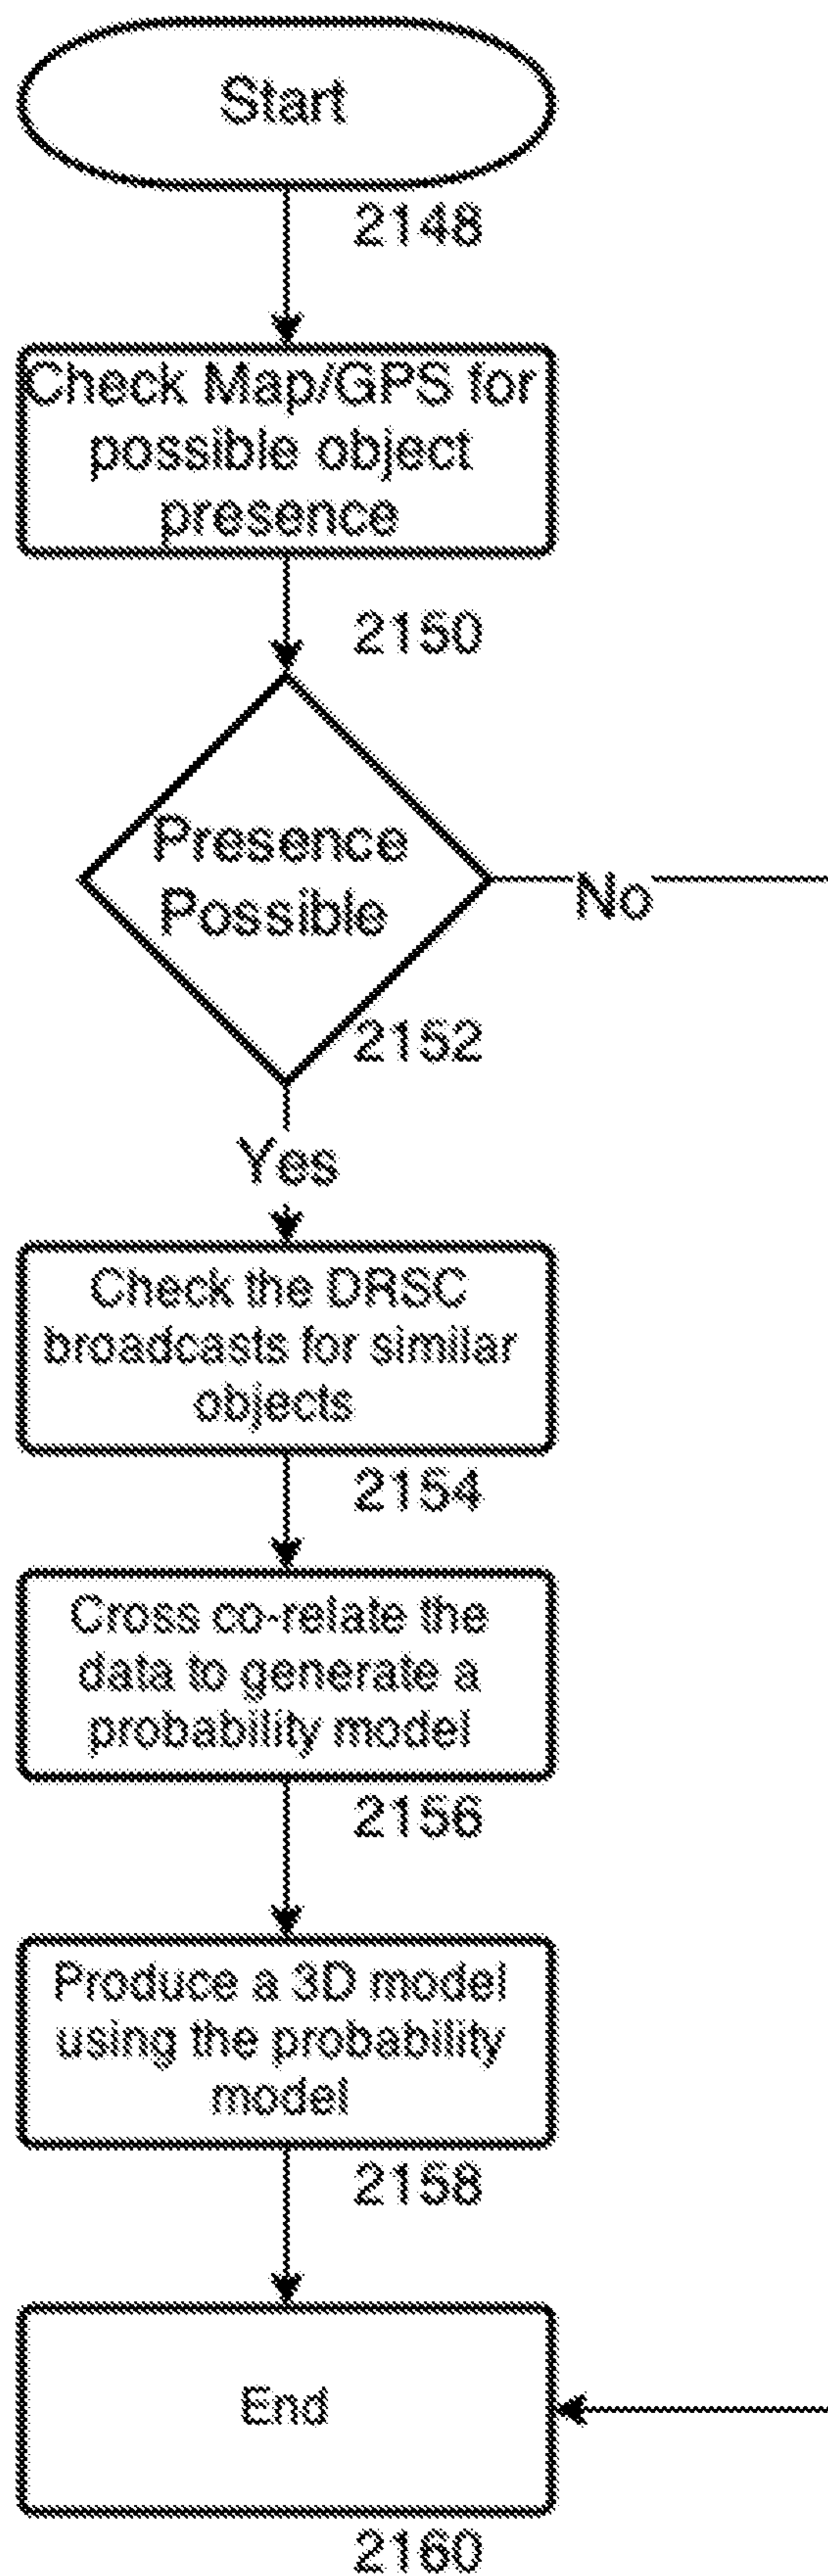 Start
2148
Check Map/GPS for
possible object
presence
2150
Presence
Possible
No
2152
Yes
Check the DRSC
broadcasts for similar
objects
2154
Cross co-relate the
data to generate a
probability model
2156
Produce a 3D model
using the probability
model
2158
End
2160